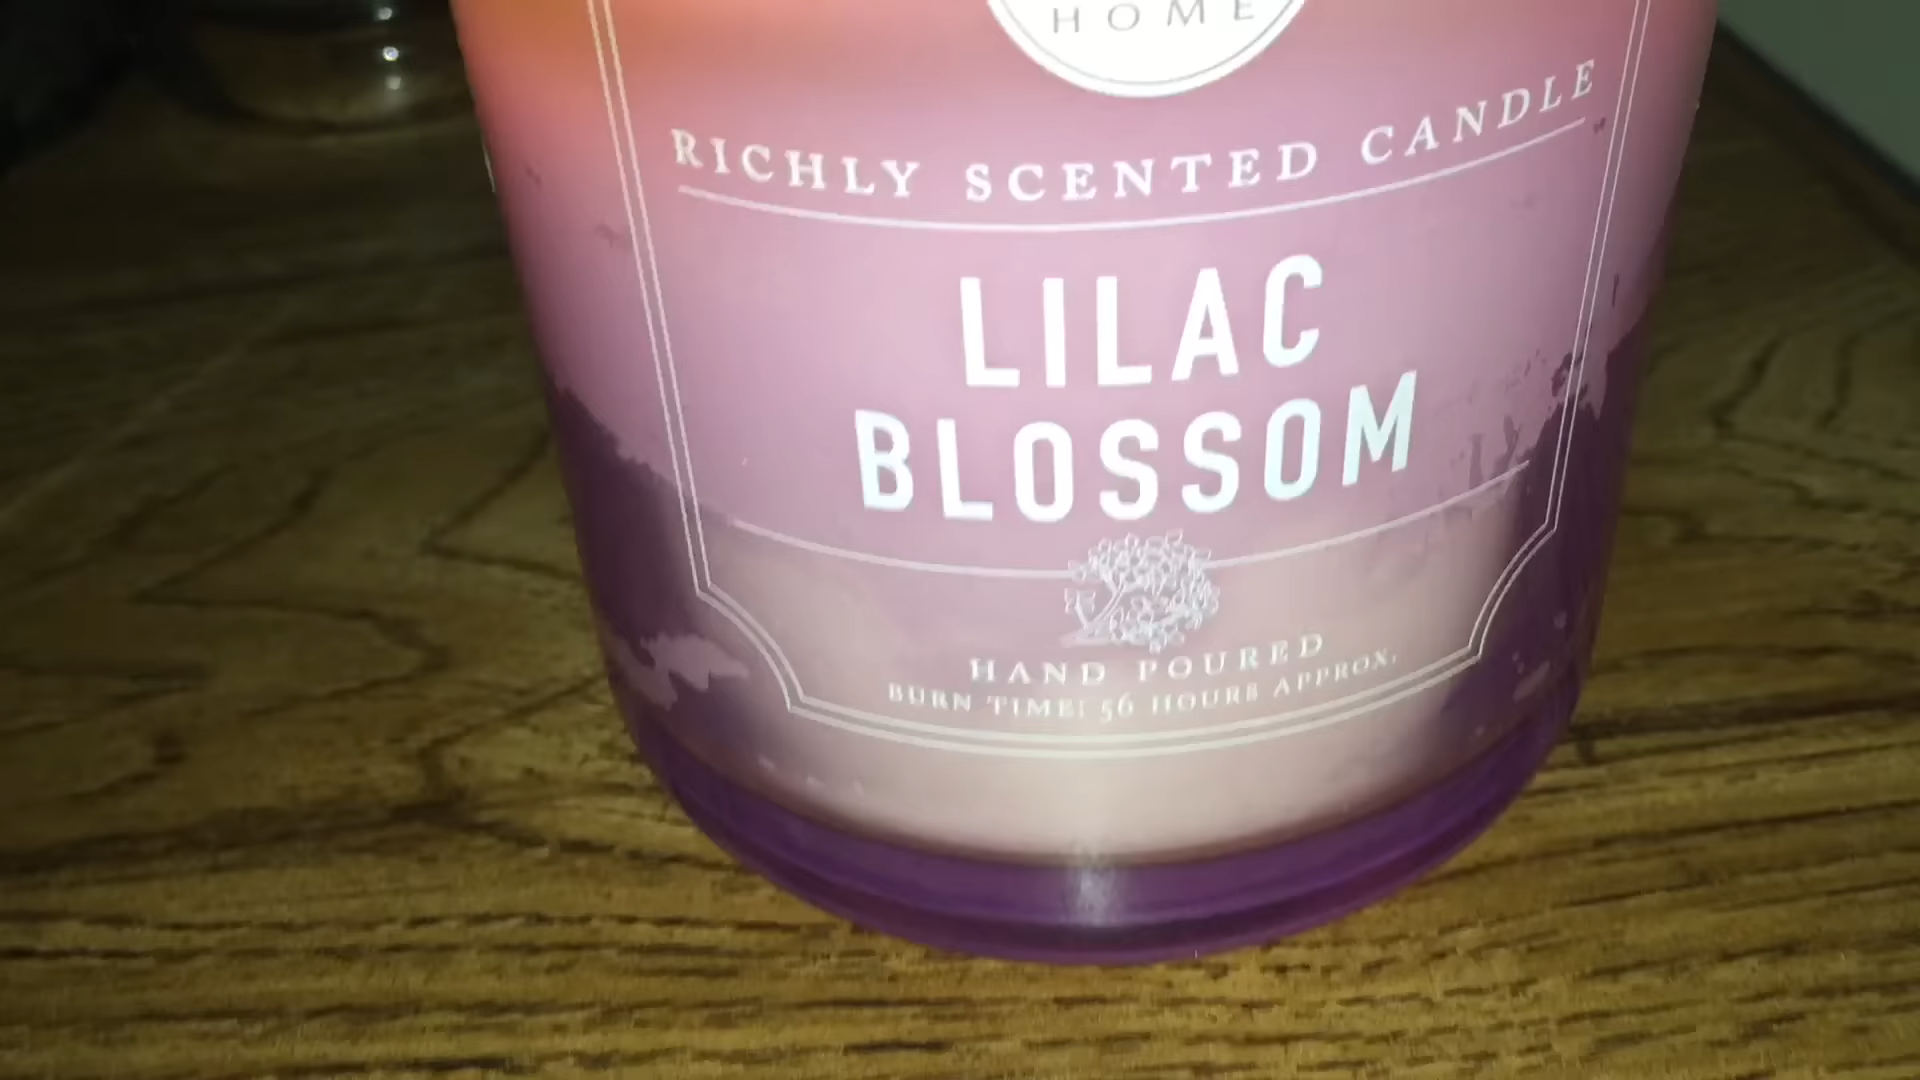 HOME
RICHLY SCENTED CANDLE
LILAC
BLOSSOM
HAND POURED
BURN TIME: 56 HOURS APPROX.